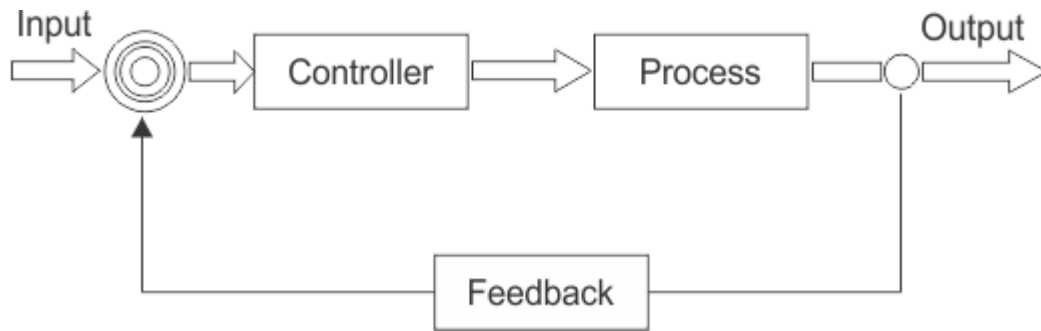 Input
Controller
Process
Output
Feedback